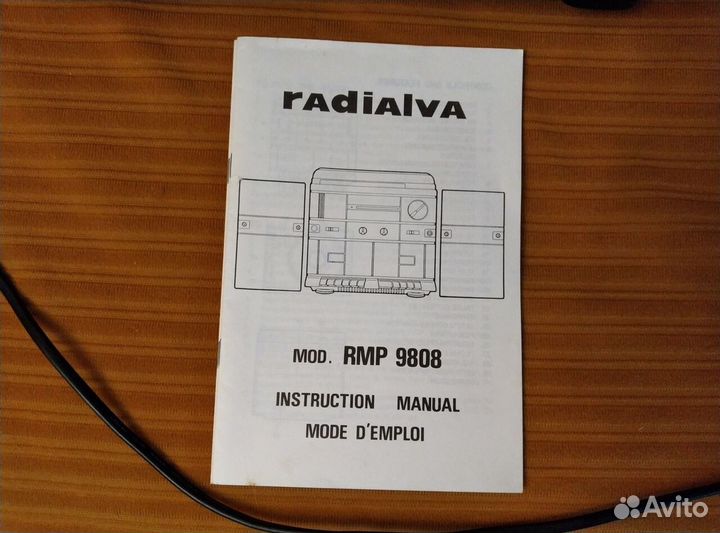 rAdiAlvA
MOD. RMP 9808
INSTRUCTION MANUAL
MODE D'EMPLOI
Avito